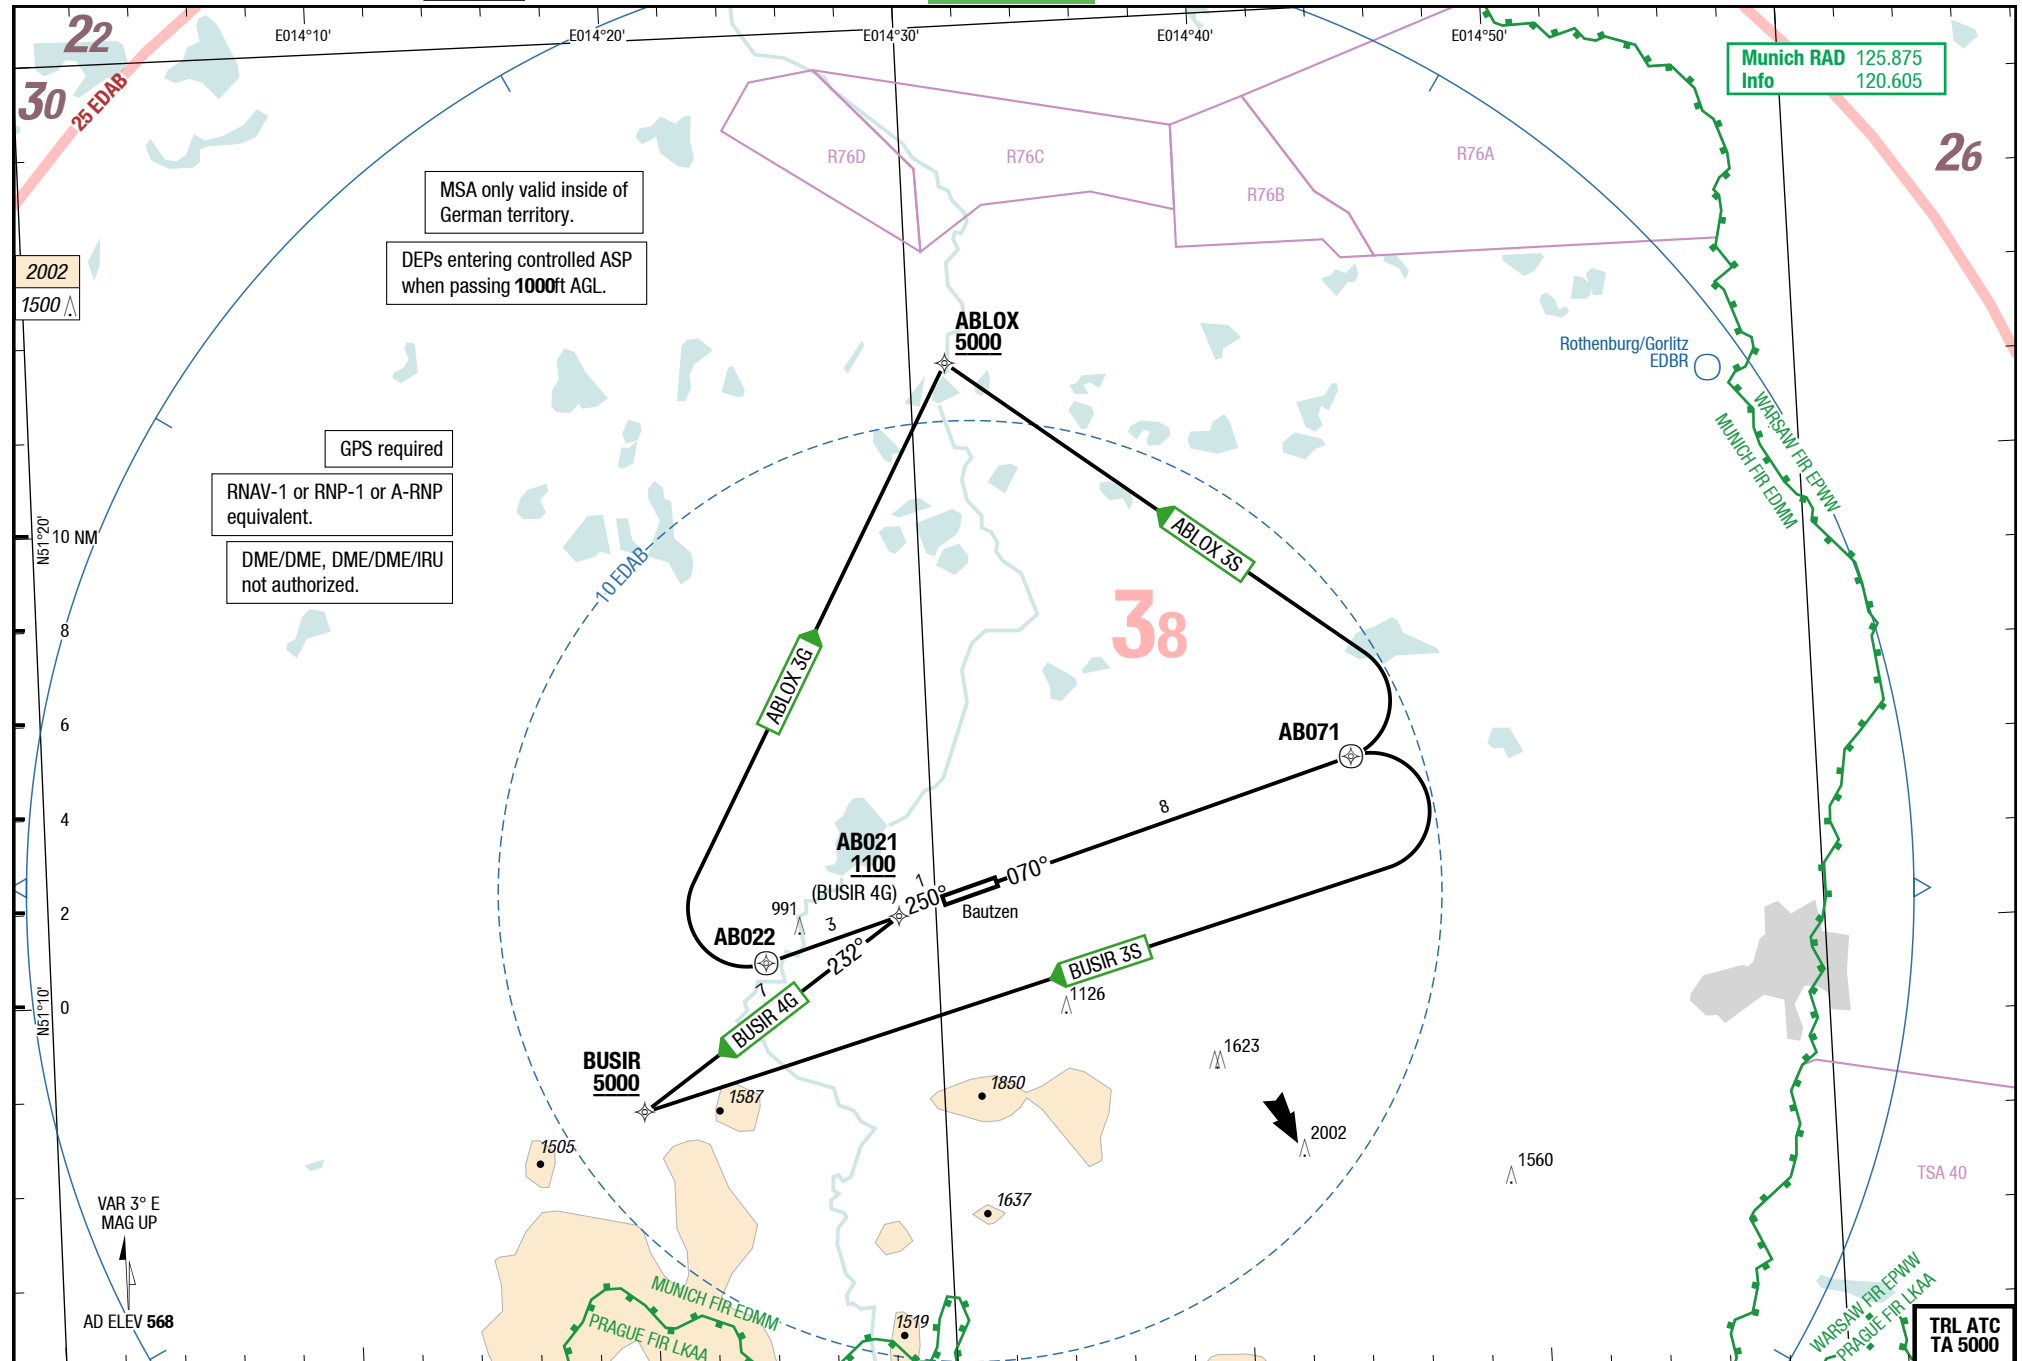 22
30
25 EDAB
E014°10'
E014°20'
E014°30'
E014°40'
E014°50'
Munich RAD 125.875
Info 120.605
26
R76D
R76C
R76B
R76A
MSA only valid inside of
German territory.
DEPs entering controlled ASP
when passing 1000ft AGL.
2002
1500
ABLOX
5000
Rothenburg/Gorlitz
EDBR
WARSAW FIR EPWW
MUNICH FIR EDMM
GPS required
RNAV-1 or RNP-1 or A-RNP
equivalent.
DME/DME, DME/DME/IRU
not authorized.
N51°20'
10 NM
8
6
4
2
0
N51°10'
10 EDAB
ABLOX 3S
38
ABLOX 3G
AB071
8
AB021
1100
(BUSIR 4G)
1
250°
070°
Bautzen
991
3
AB022
232°
7
BUSIR 4G
BUSIR 3S
1126
BUSIR
5000
1623
1587
1850
2002
1505
1560
1637
TSA 40
VAR 3° E
MAG UP
AD ELEV 568
MUNICH FIR EDMM
PRAGUE FIR LKAA
1519
WARSAW FIR EPWW
PRAGUE FIR LKAA
TRL ATC
TA 5000